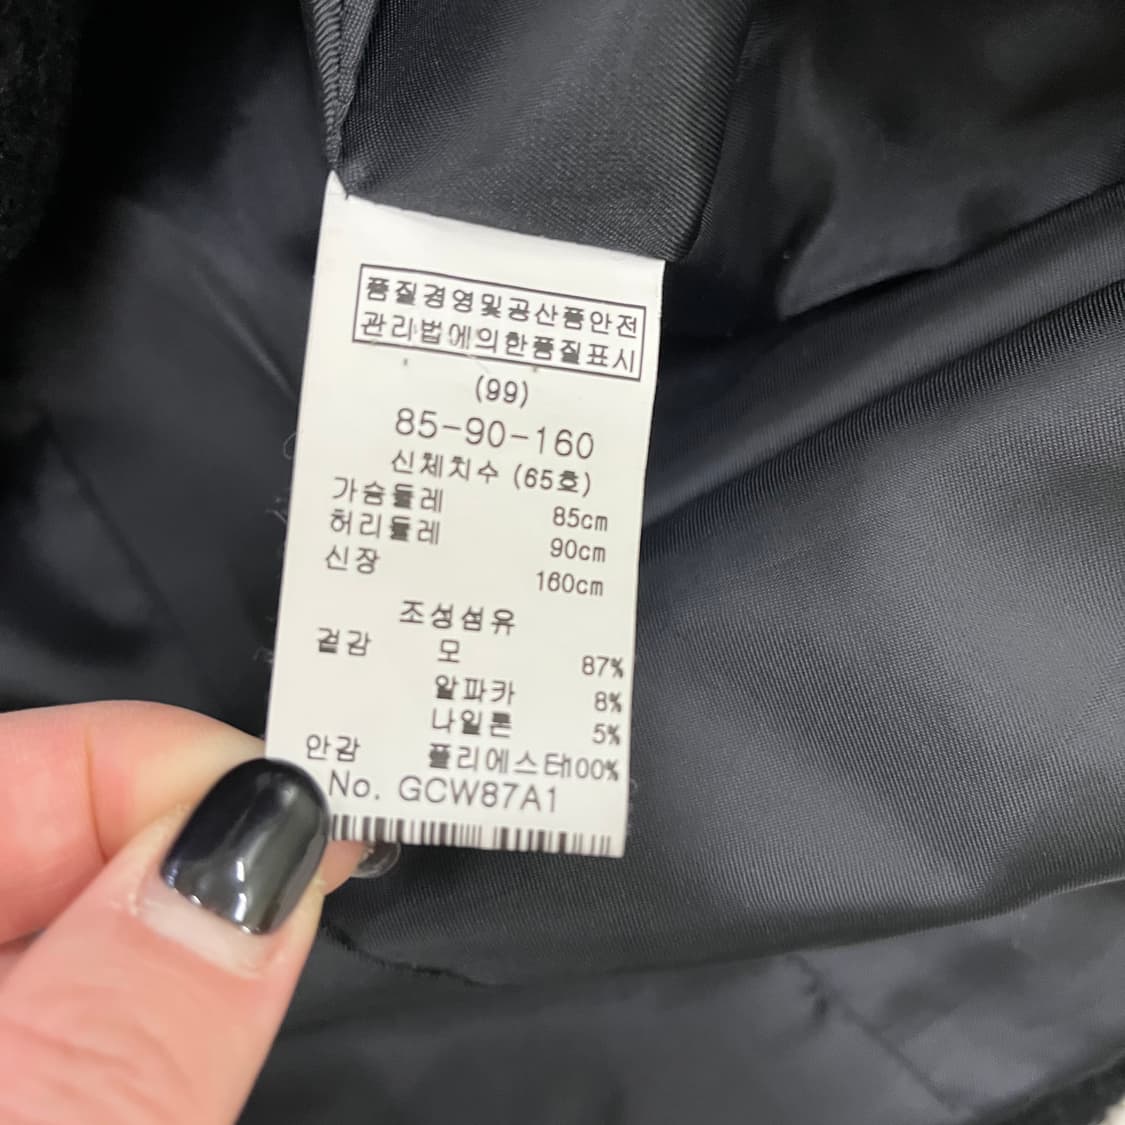 품질경영및공산품안전
관리법에의한품질표시
(99)
85-90-160
신체치수 (65호)
가슴둘레 85cm
허리둘레 90cm
신장 160cm
조성섬유
겉감 모 87%
알파카 8%
나일론 5%
안감 폴리에스테100%
No. GCW87A1